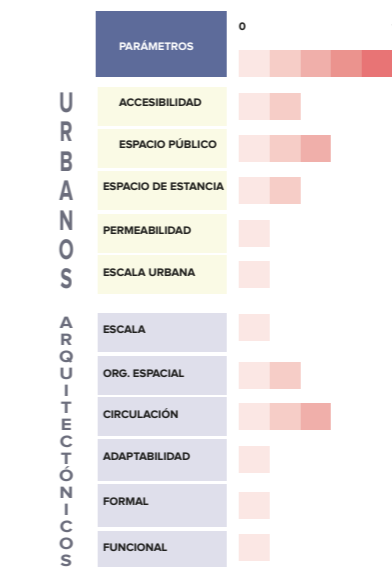 PARÁMETROS
0
URBANOS
ACCESIBILIDAD
ESPACIO PÚBLICO
ESPACIO DE ESTANCIA
PERMEABILIDAD
ESCALA URBANA
ARQUITECTÓNICOS
ESCALA
ORG. ESPACIAL
CIRCULACIÓN
ADAPTABILIDAD
FORMAL
FUNCIONAL